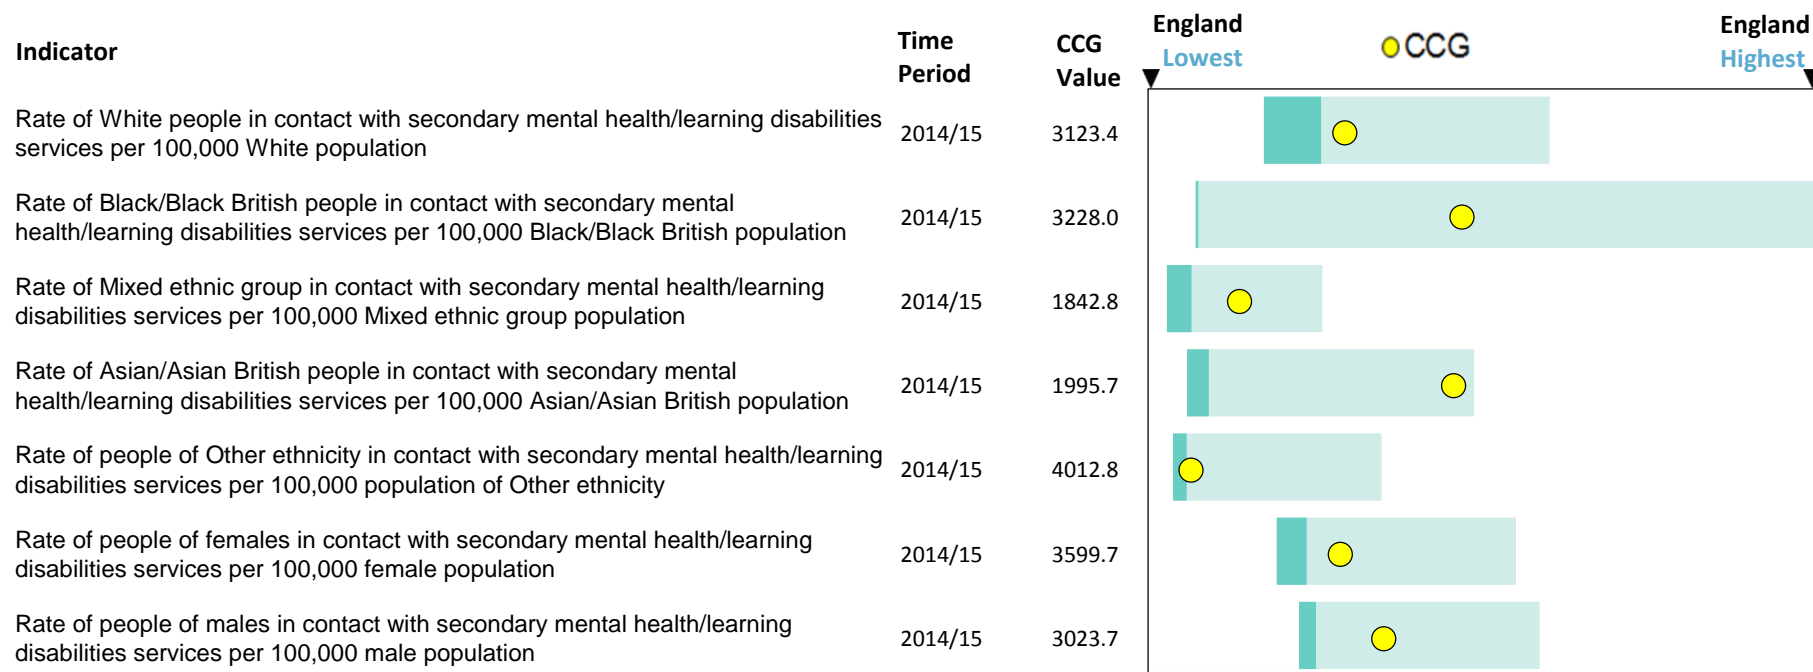 Indicator
Time
Period
CCG
Value
England
Lowest
CCG
England
Highest
Rate of White people in contact with secondary mental health/learning disabilities
services per 100,000 White population
2014/15
3123.4
Rate of Black/Black British people in contact with secondary mental
health/learning disabilities services per 100,000 Black/Black British population
2014/15
3228.0
Rate of Mixed ethnic group in contact with secondary mental health/learning
disabilities services per 100,000 Mixed ethnic group population
2014/15
1842.8
Rate of Asian/Asian British people in contact with secondary mental
health/learning disabilities services per 100,000 Asian/Asian British population
2014/15
1995.7
Rate of people of Other ethnicity in contact with secondary mental health/learning
disabilities services per 100,000 population of Other ethnicity
2014/15
4012.8
Rate of people of females in contact with secondary mental health/learning
disabilities services per 100,000 female population
2014/15
3599.7
Rate of people of males in contact with secondary mental health/learning
disabilities services per 100,000 male population
2014/15
3023.7